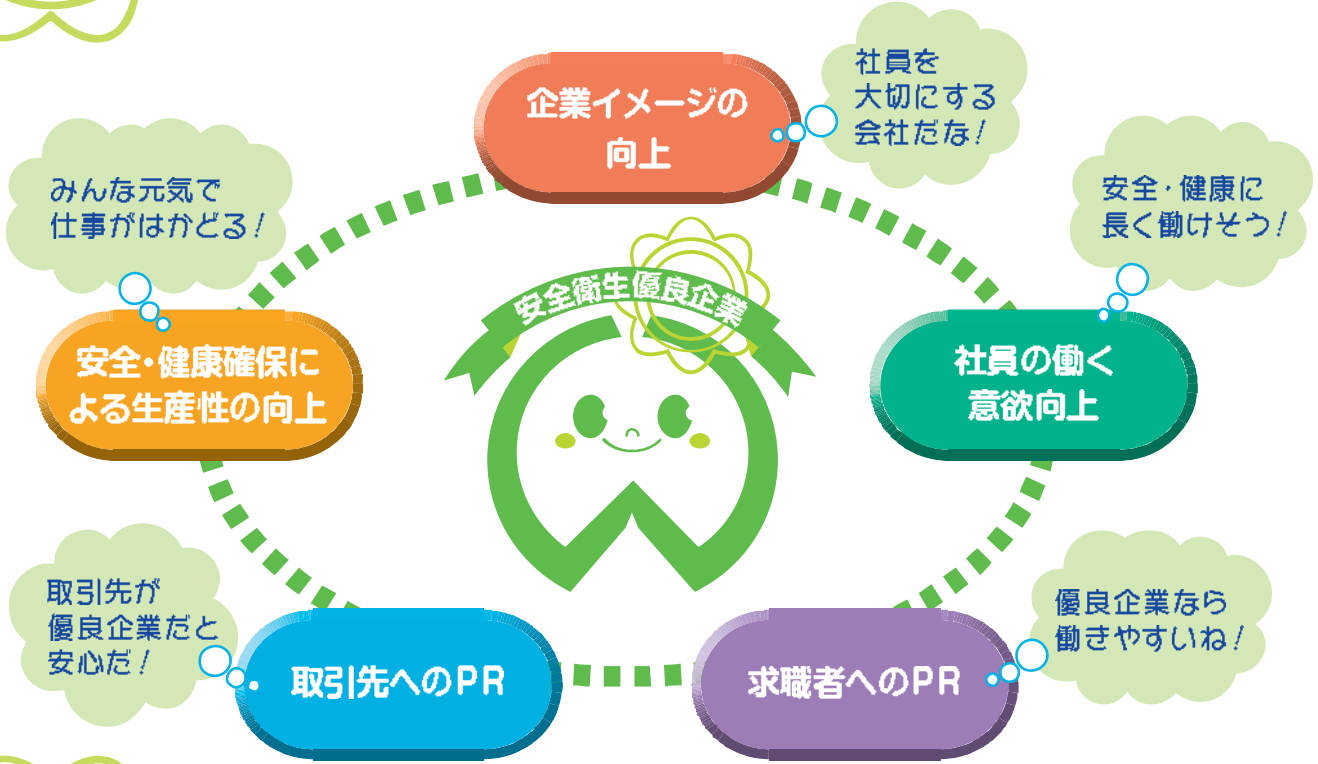 企業イメージの
向上
社員を
大切にする
会社だな!
みんな元気で
仕事がはかどる!
安全・健康に
長く働けそう!
安全衛生優良企業
安全・健康確保に
よる生産性の向上
社員の働く
意欲向上
取引先が
優良企業だと
安心だ!
取引先へのPR
求職者へのPR
優良企業なら
働きやすいね!